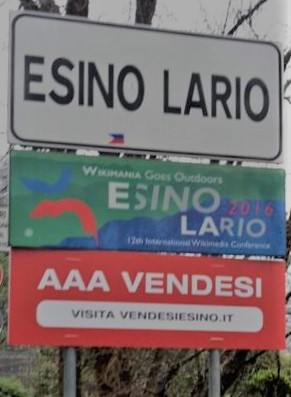 ESINO LARIO
WIKIMANIA GOES OUTDOORS
ESINO
LARIO
2016
12th International Wikimedia Conference
AAA VENDESI
VISITA VENDESIESINO.IT